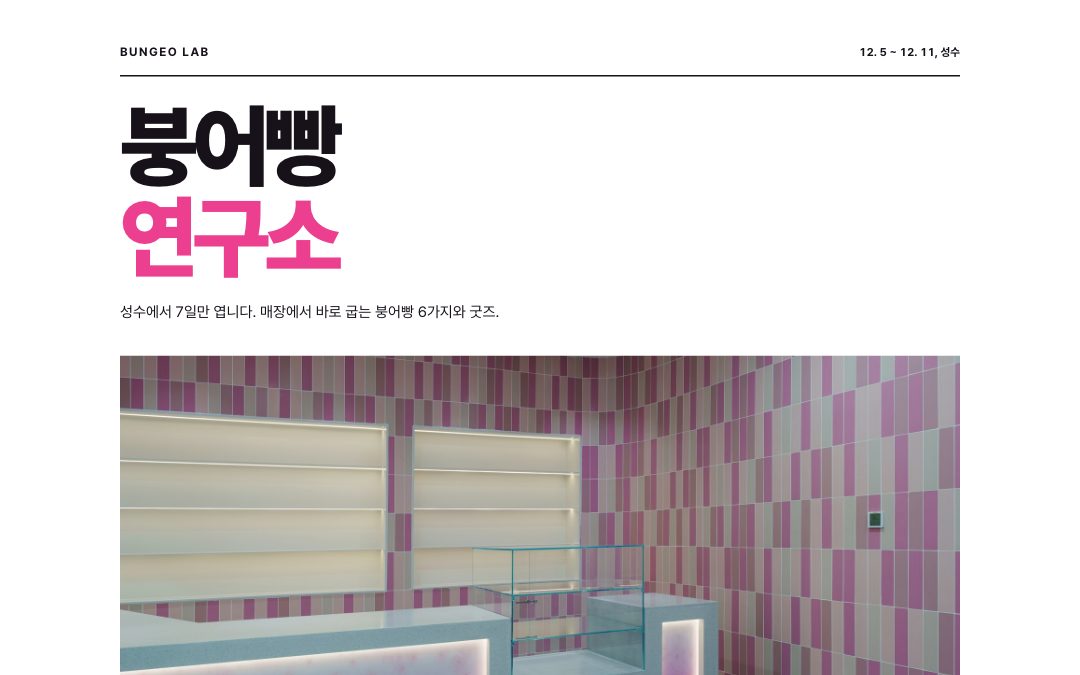 BUNGEO LAB
12. 5 ~ 12. 11, 성수
붕어빵
연구소
성수에서 7일만 엽니다. 매장에서 바로 굽는 붕어빵 6가지와 굿즈.